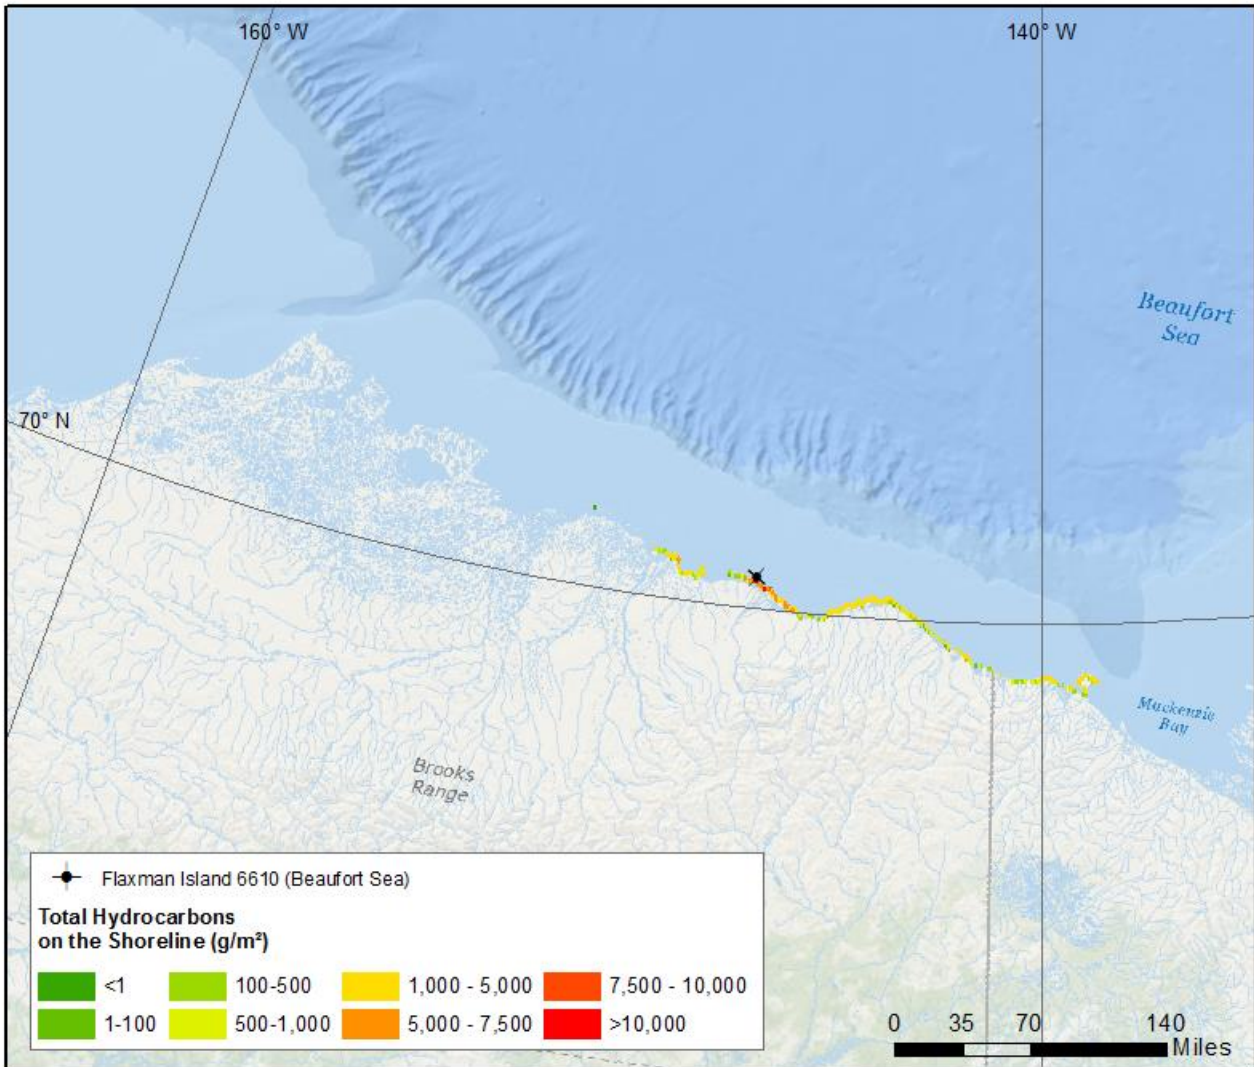 160° W
140° W
Beaufort
Sea
70° N
Mackenzie
Bay
Brooks
Range
Flaxman Island 6610 (Beaufort Sea)
Total Hydrocarbons
on the Shoreline (g/m²)
<1
100-500
1,000 - 5,000
7,500 - 10,000
1-100
500-1,000
5,000 - 7,500
>10,000
0 35 70 140
Miles